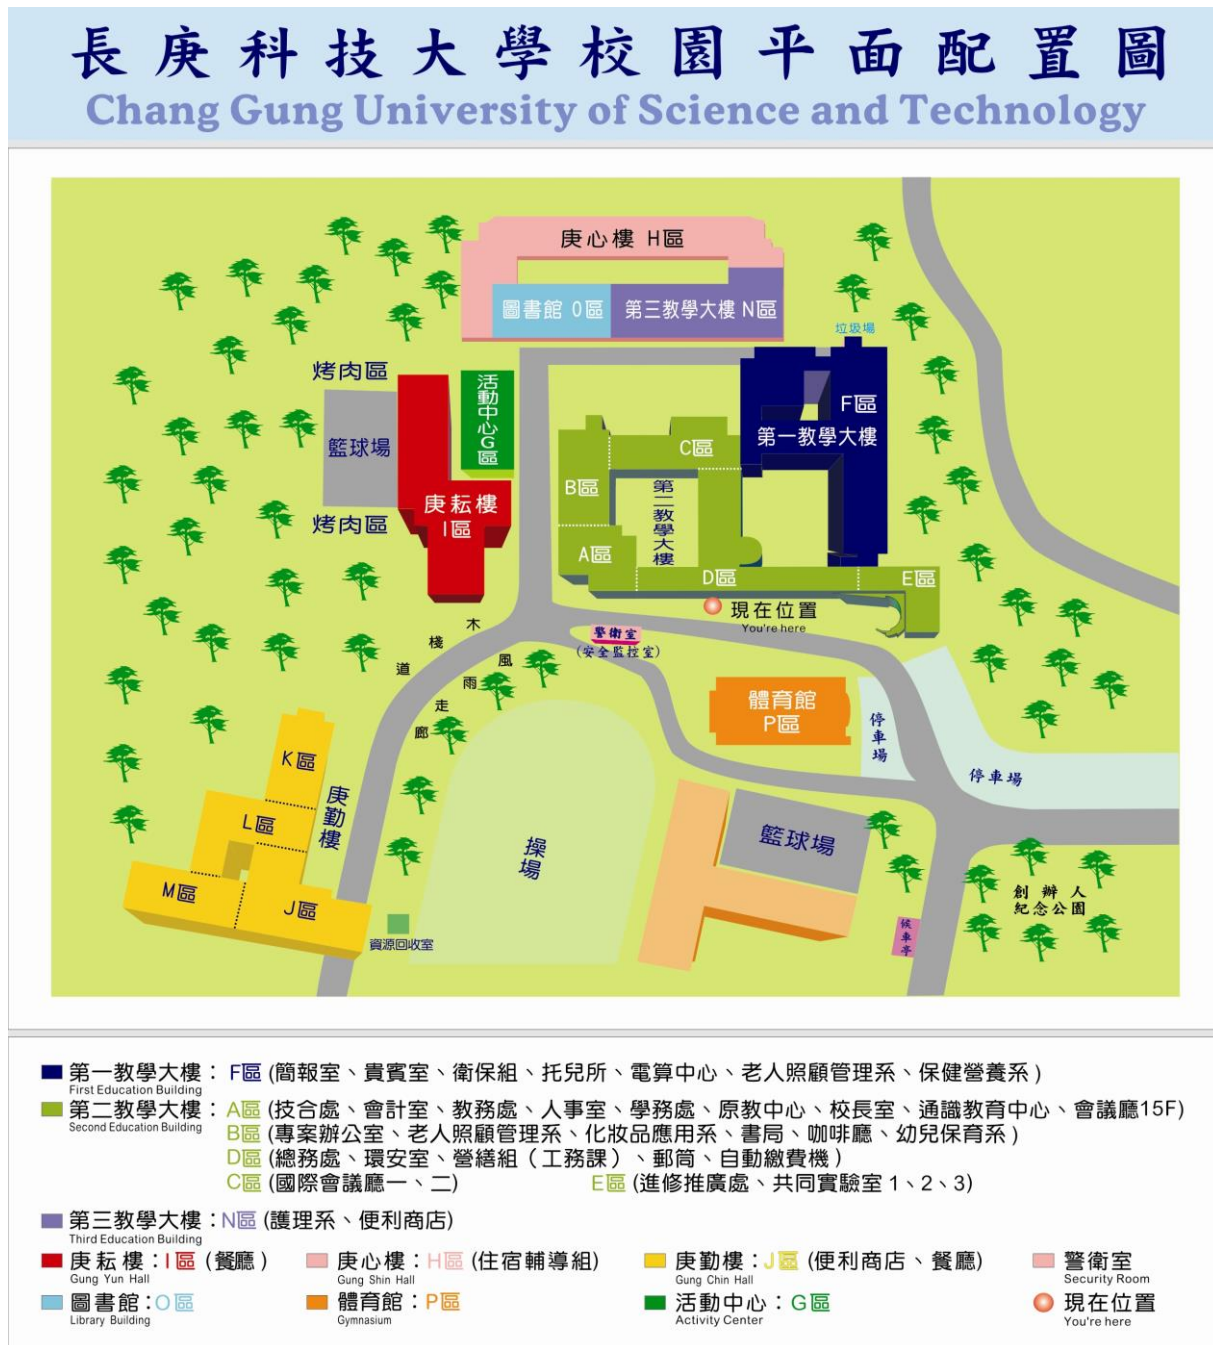 長庚科技大學校園平面配置圖
Chang Gung University of Science and Technology
庚心樓 H區
圖書館 O區
第三教學大樓 N區
垃圾場
烤肉區
籃球場
烤肉區
活動中心G區
庚耘樓
I區
F區
第一教學大樓
C區
B區
第二教學大樓
A區
D區
E區
現在位置
You're here
警衛室
(安全監控室)
木棧道
風雨走廊
體育館
P區
停車場
停車場
K區
L區
庚勤樓
M區
J區
操場
籃球場
資源回收室
候車亭
創辦人
紀念公園
第一教學大樓：F區 (簡報室、貴賓室、衛保組、托兒所、電算中心、老人照顧管理系、保健營養系)
First Education Building
第二教學大樓：A區 (技合處、會計室、教務處、人事室、學務處、原教中心、校長室、通識教育中心、會議廳15F)
Second Education Building
B區 (專案辦公室、老人照顧管理系、化妝品應用系、書局、咖啡廳、幼兒保育系)
D區 (總務處、環安室、營繕組（工務課）、郵筒、自動繳費機)
C區 (國際會議廳一、二) E區 (進修推廣處、共同實驗室 1、2、3)
第三教學大樓：N區 (護理系、便利商店)
Third Education Building
庚耘樓：I區 (餐廳) 庚心樓：H區 (住宿輔導組) 庚勤樓：J區 (便利商店、餐廳) 警衛室
Gung Yun Hall Gung Shin Hall Gung Chin Hall Security Room
圖書館：O區 體育館：P區 活動中心：G區 現在位置
Library Building Gymnasium Activity Center You're here